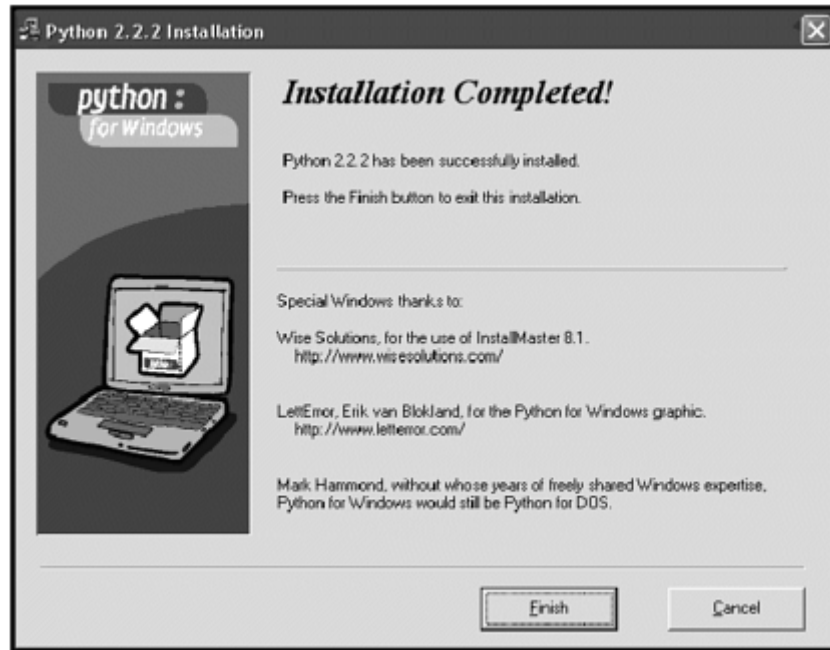 Python 2.2.2 Installation
python:
for Windows
Installation Completed!
Python 2.2.2 has been successfully installed.
Press the Finish button to exit this installation.
Special Windows thanks to:
Wise Solutions, for the use of InstallMaster 8.1.
http://www.wisesolutions.com/
LettError, Erik van Blokland, for the Python for Windows graphic.
http://www.letterror.com/
Mark Hammond, without whose years of freely shared Windows expertise,
Python for Windows would still be Python for DOS.
Finish
Cancel